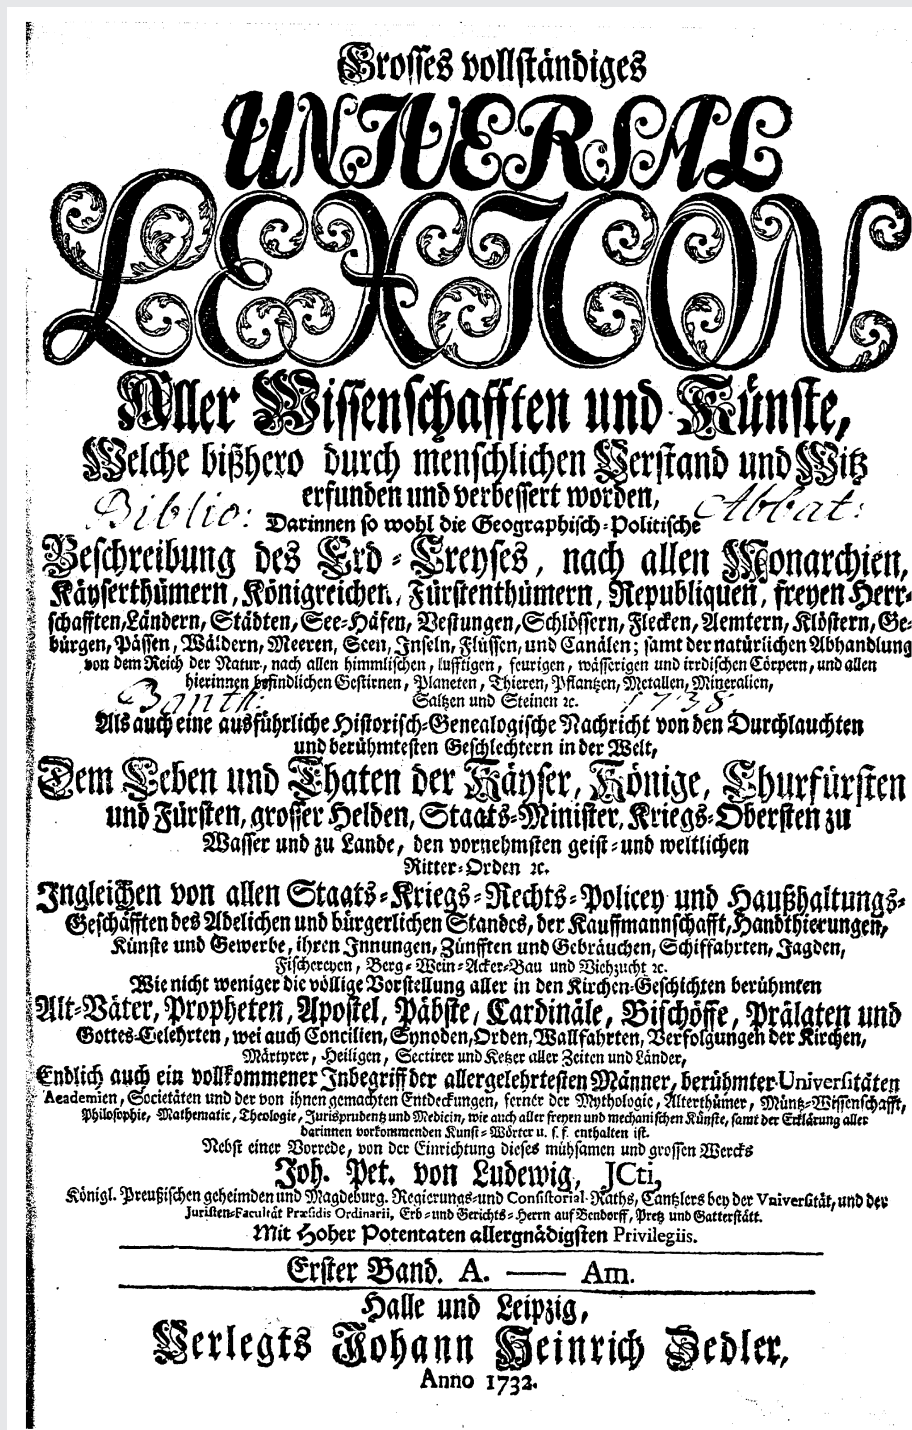 Grosses vollständiges
UNIVERSAL
LEXICON
Aller Wissenschafften und Künste,
Welche bißhero durch menschlichen Verstand und Witz
erfunden und verbessert worden,
Biblio: Abbat:
Darinnen so wohl die Geographisch-Politische
Beschreibung des Erd-Creyses, nach allen Monarchien,
Käyserthümern, Königreichen, Fürstenthümern, Republiquen, freyen Herr-
schafften, Ländern, Städten, See-Häfen, Vestungen, Schlössern, Flecken, Aemtern, Klöstern, Ge-
bürgen, Pässen, Wäldern, Meeren, Seen, Inseln, Flüssen, und Canälen; samt der natürlichen Abhandlung
von dem Reich der Natur, nach allen himmlischen, lufftigen, feurigen, wässerigen und irrdischen Cörpern, und allen
hierinnen befindlichen Gestirnen, Planeten, Thieren, Pflantzen, Metallen, Mineralien,
Banth: Saltzen und Steinen ꝛc. 1738
Als auch eine ausführliche Historisch-Genealogische Nachricht von den Durchlauchten
und berühmtesten Geschlechtern in der Welt,
Dem Leben und Thaten der Käyser, Könige, Churfürsten
und Fürsten, grosser Helden, Staats-Minister, Kriegs-Obersten zu
Wasser und zu Lande, den vornehmsten geist- und weltlichen
Ritter-Orden ꝛc.
Ingleichen von allen Staats-Kriegs-Rechts-Policey und Haußhaltungs-
Geschäfften des Adelichen und bürgerlichen Standes, der Kauffmannschafft, Handthierungen,
Künste und Gewerbe, ihren Innungen, Zünfften und Gebräuchen, Schiffahrten, Jagden,
Fischereyen, Berg-Wein-Acker-Bau und Viehzucht ꝛc.
Wie nicht weniger die völlige Vorstellung aller in den Kirchen-Geschichten berühmten
Alt-Väter, Propheten, Apostel, Päbste, Cardinäle, Bischöffe, Prälaten und
Gottes-Gelehrten, wei auch Concilien, Synoden, Orden, Wallfahrten, Verfolgungen der Kirchen,
Märtyrer, Heiligen, Sectirer und Ketzer aller Zeiten und Länder,
Endlich auch ein vollkommener Inbegriff der allergelehrtesten Männer, berühmter Universitäten
Academien, Societäten und der von ihnen gemachten Entdeckungen, ferner der Mythologie, Alterthümer, Müntz-Wissenschafft,
Philosophie, Mathematic, Theologie, Jurisprudentz und Medicin, wie auch aller freyen und mechanischen Künste, samt der Erklärung aller
darinnen vorkommenden Kunst-Wörter u. s. f. enthalten ist.
Nebst einer Vorrede, von der Einrichtung dieses mühsamen und grossen Wercks
Joh. Pet. von Ludewig, JCti,
Königl. Preußischen geheimden und Magdeburg. Regierungs-und Consistorial-Raths, Cantzlers bey der Vniversität, und der
Juristen-Facultät Præsidis Ordinarii, Erb-und Gerichts-Herrn auf Bendorff, Pretz und Gatterstätt.
Mit Hoher Potentaten allergnädigsten Privilegiis.
Erster Band. A. — Am.
Halle und Leipzig,
Verlegts Johann Heinrich Zedler,
Anno 1732.